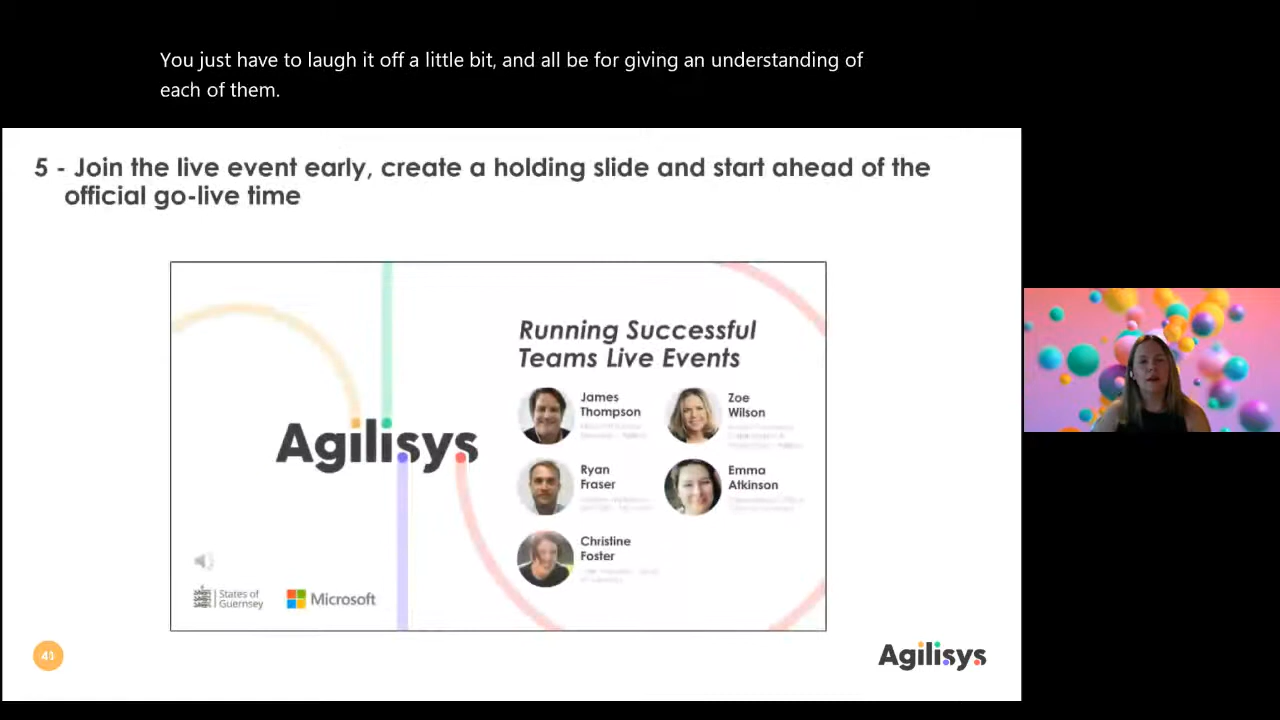 You just have to laugh it off a little bit, and all be for giving an understanding of
each of them.
5 - Join the live event early, create a holding slide and start ahead of the
official go-live time
Running Successful
Teams Live Events
James
Thompson
Zoe
Wilson
Agilisys
Ryan
Fraser
Emma
Atkinson
Christine
Foster
States of
Guernsey
Microsoft
Agilisys